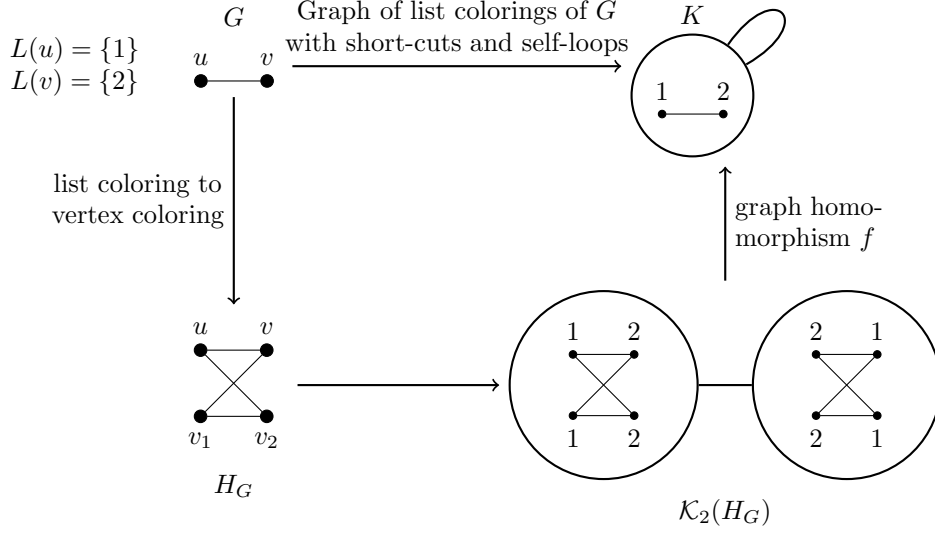 G
Graph of list colorings of G
with short-cuts and self-loops
K
L(u) = {1}
L(v) = {2}
u v
1 2
list coloring to
vertex coloring
graph homo-
morphism f
u v
v₁ v₂
H_G
1 2
1 2
2 1
2 1
𝒦₂(H_G)